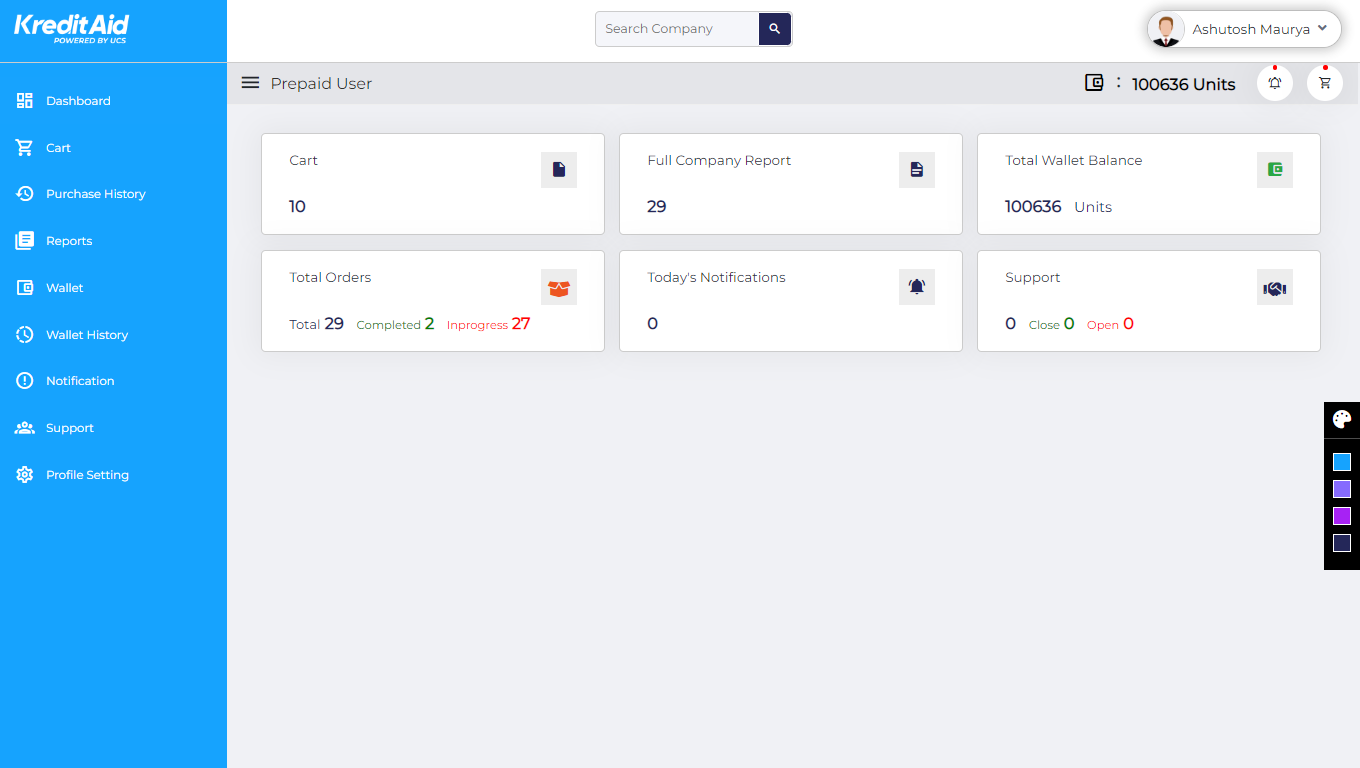 Kredit Aid
POWERED BY UCS
Search Company
Ashutosh Maurya
Prepaid User
: 100636 Units
Dashboard
Cart
Purchase History
Reports
Wallet
Wallet History
Notification
Support
Profile Setting
Cart
10
Full Company Report
29
Total Wallet Balance
100636 Units
Total Orders
Total 29 Completed 2 Inprogress 27
Today's Notifications
0
Support
0 Close 0 Open 0